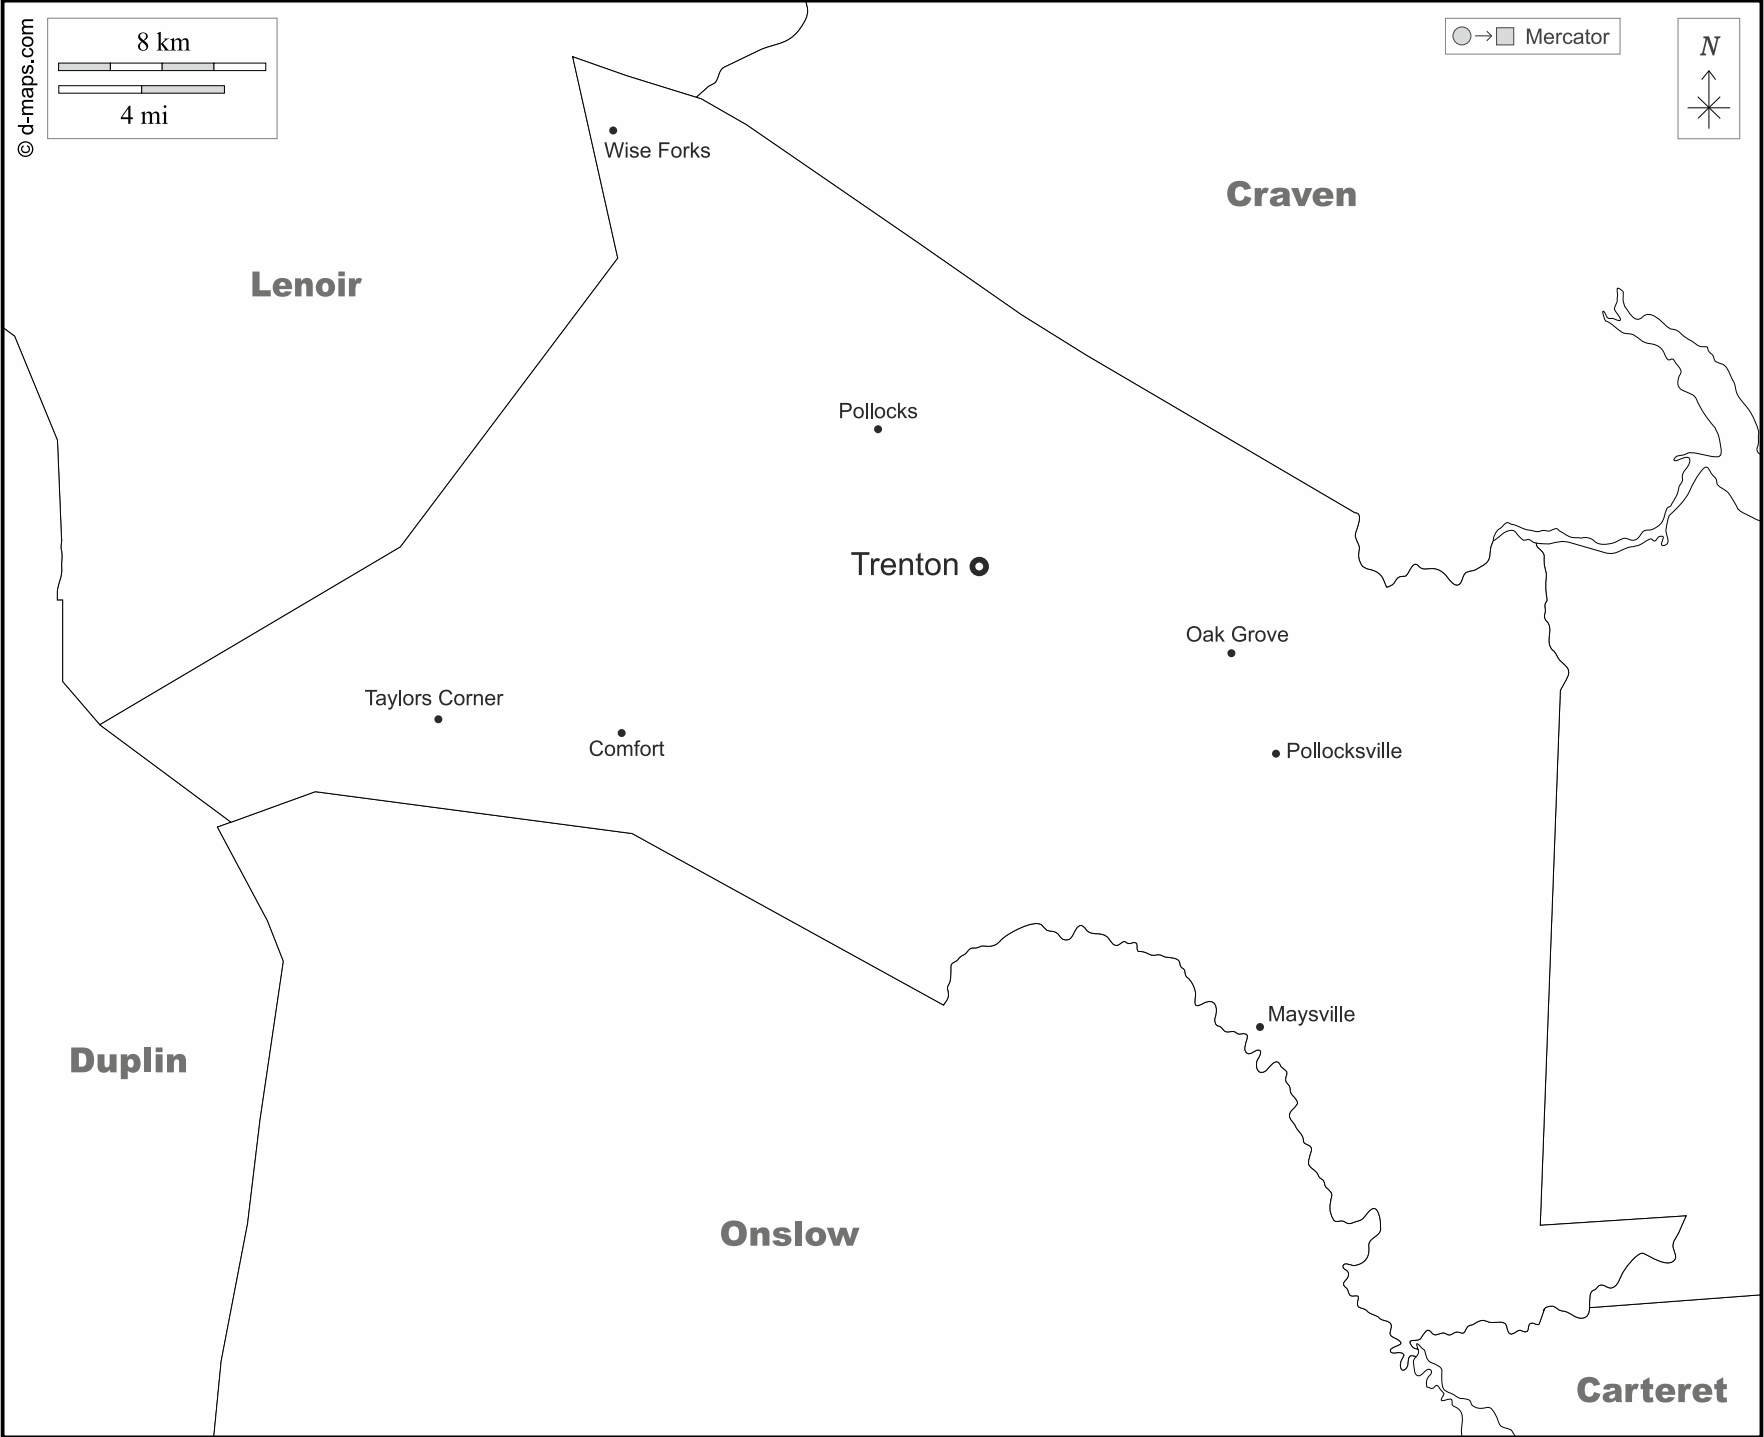 © d-maps.com
8 km
4 mi
Mercator
N
Wise Forks
Craven
Lenoir
Pollocks
Trenton
Oak Grove
Taylors Corner
Comfort
Pollocksville
Maysville
Duplin
Onslow
Carteret